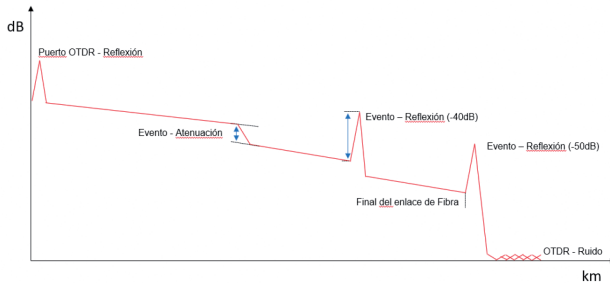 dB
Puerto OTDR - Reflexión
Evento - Atenuación
Evento – Reflexión (-40dB)
Evento – Reflexión (-50dB)
Final del enlace de Fibra
OTDR - Ruido
km